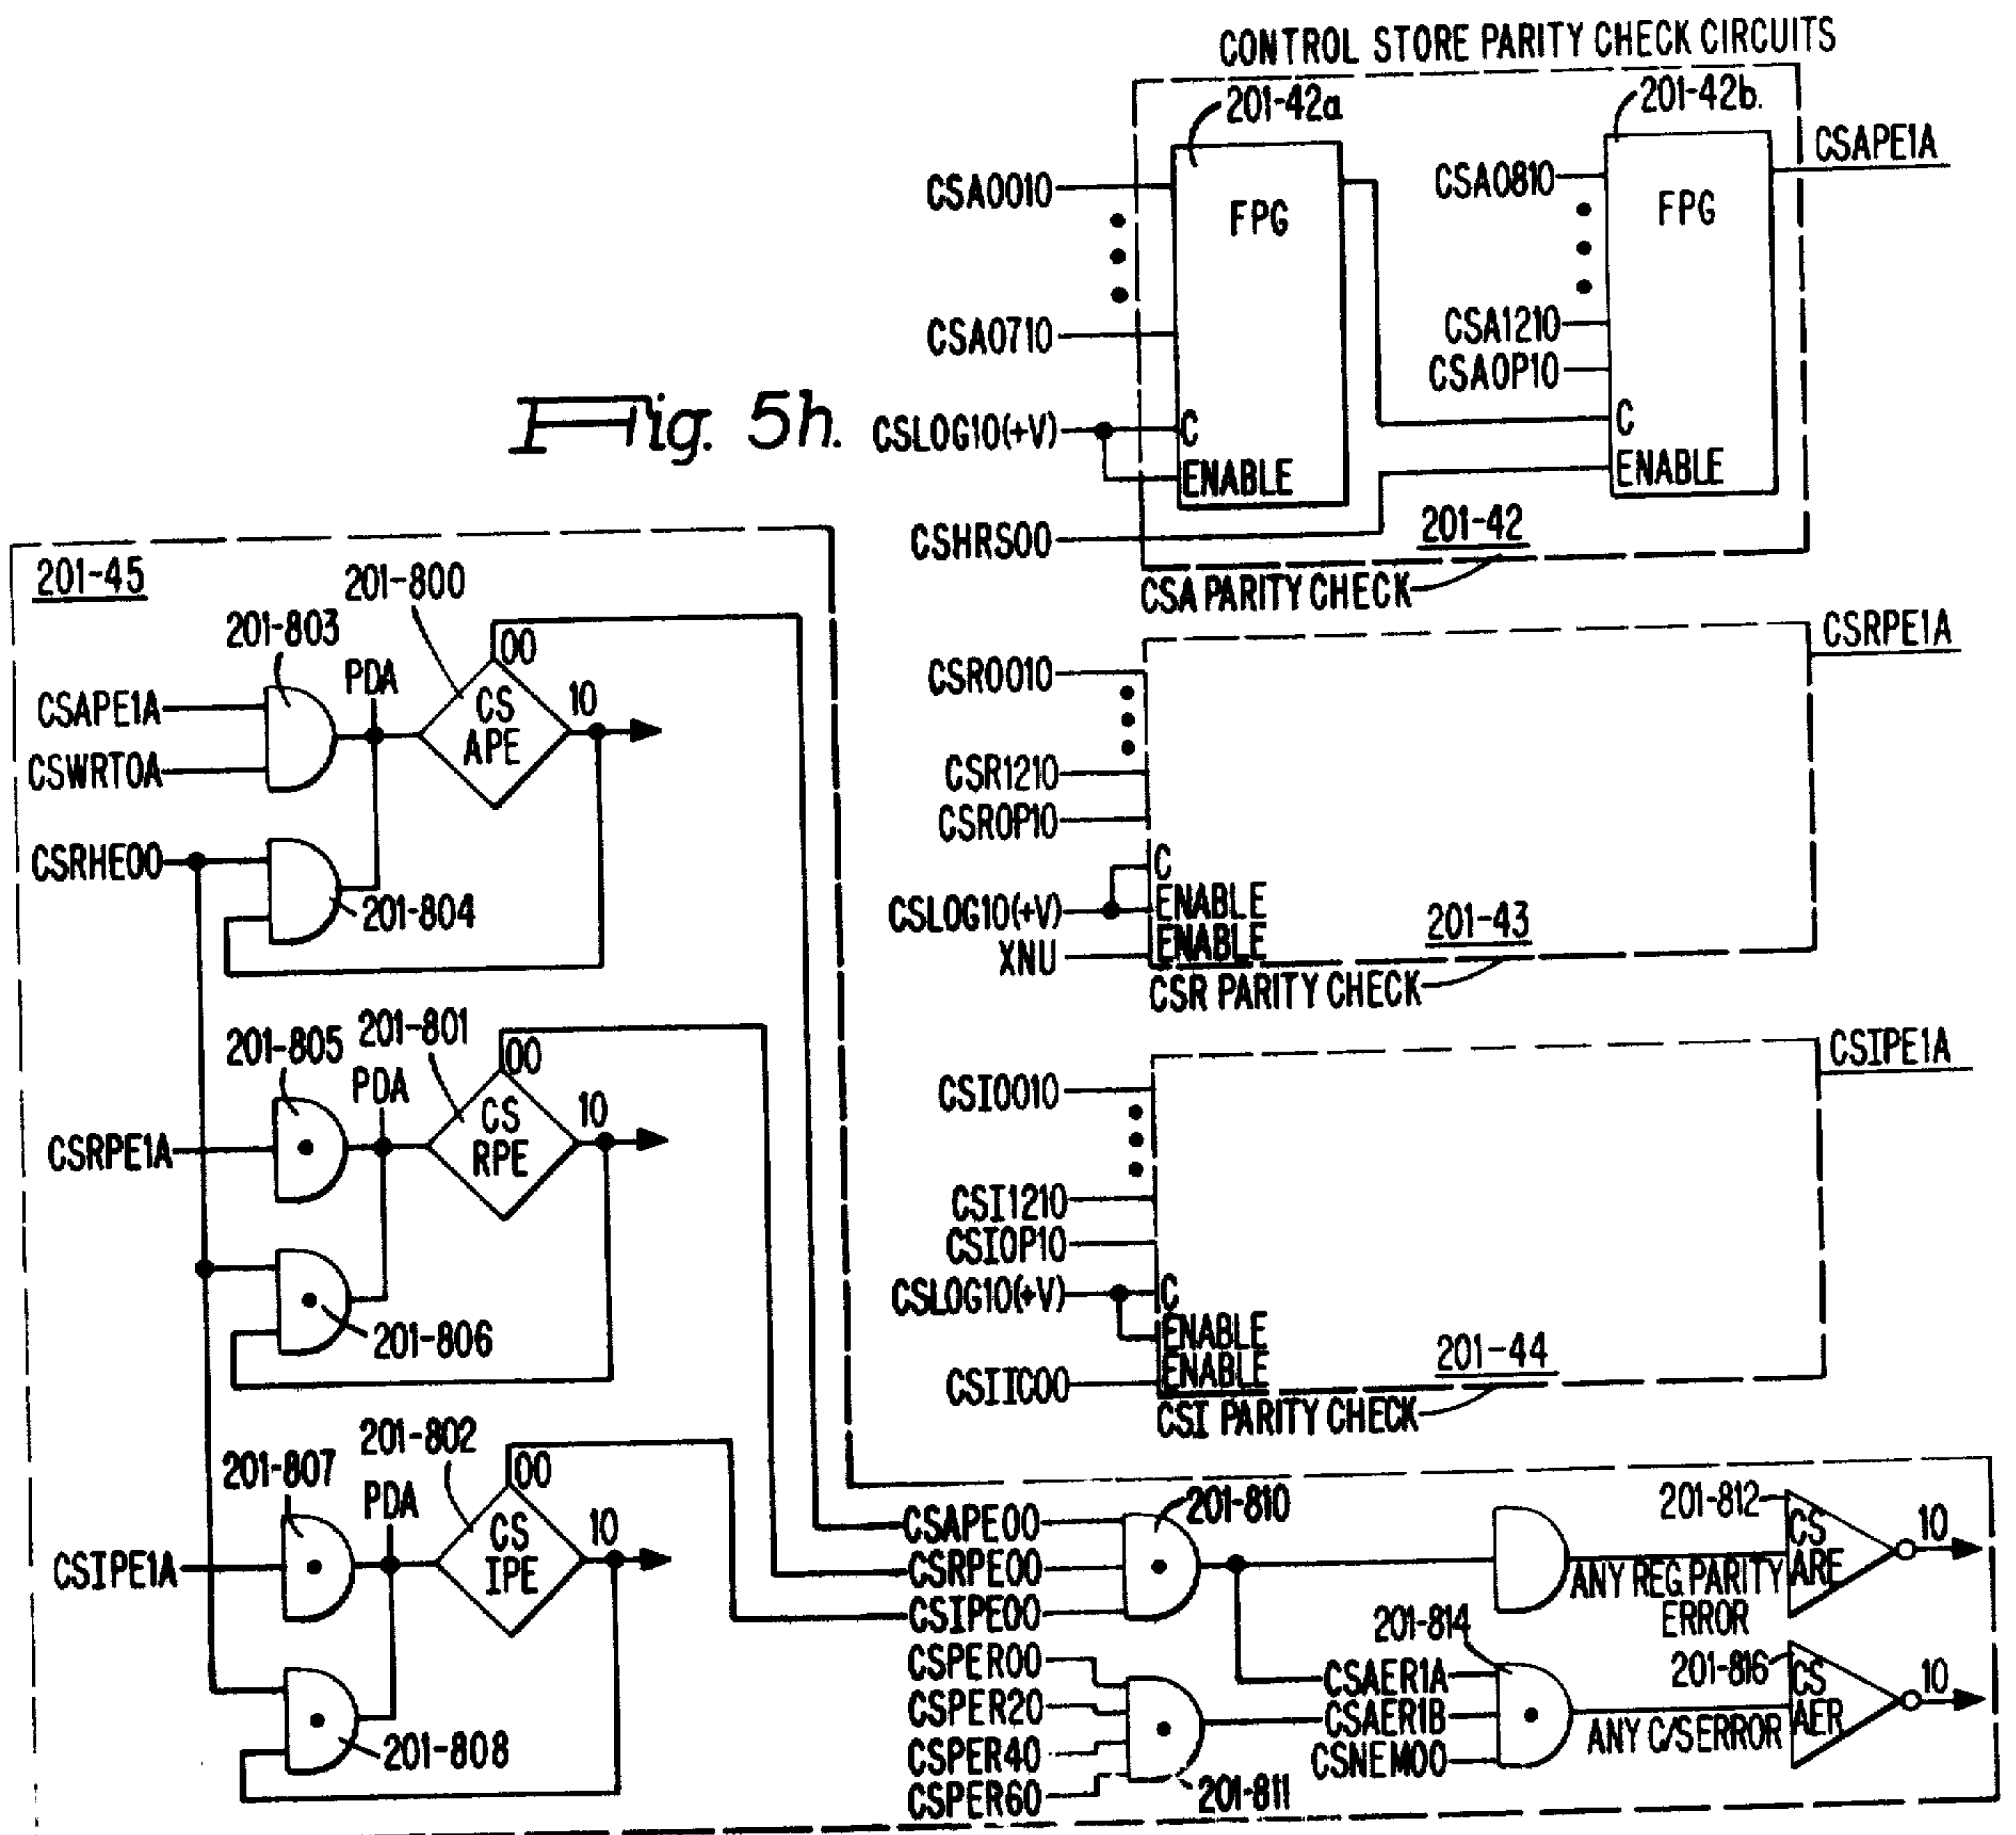 CONTROL STORE PARITY CHECK CIRCUITS
201-42a
201-42b.
CSAPE1A
CSA0010
FPG
CSA0810
FPG
CSA0710
CSA1210
CSA0P10
Fig. 5h.
CSLOG10(+V)
C
C
ENABLE
ENABLE
CSHRS00
201-42
CSA PARITY CHECK
201-45
201-800
201-803
PDA
00
CSAPE1A
CS
APE
10
CSWRT0A
CSRHE00
201-804
CSRPE1A
CSR0010
CSR1210
CSR0P10
C
CSLOG10(+V)
ENABLE
XNU
ENABLE
201-43
CSR PARITY CHECK
201-805
201-801
PDA
00
CSRPE1A
CS
RPE
10
201-806
CSIPE1A
CSI0010
CSI1210
CSI0P10
CSLOG10(+V)
C
ENABLE
CSIIC00
ENABLE
201-44
CSI PARITY CHECK
201-807
201-802
PDA
00
CSIPE1A
CS
IPE
10
201-808
CSAPE00
CSRPE00
CSIPE00
201-810
201-812
CS
ARE
10
ANY REG PARITY
ERROR
CSPER00
CSPER20
CSPER40
CSPER60
201-811
201-814
CSAER1A
CSAER1B
CSNEM00
201-816
CS
AER
10
ANY C/S ERROR